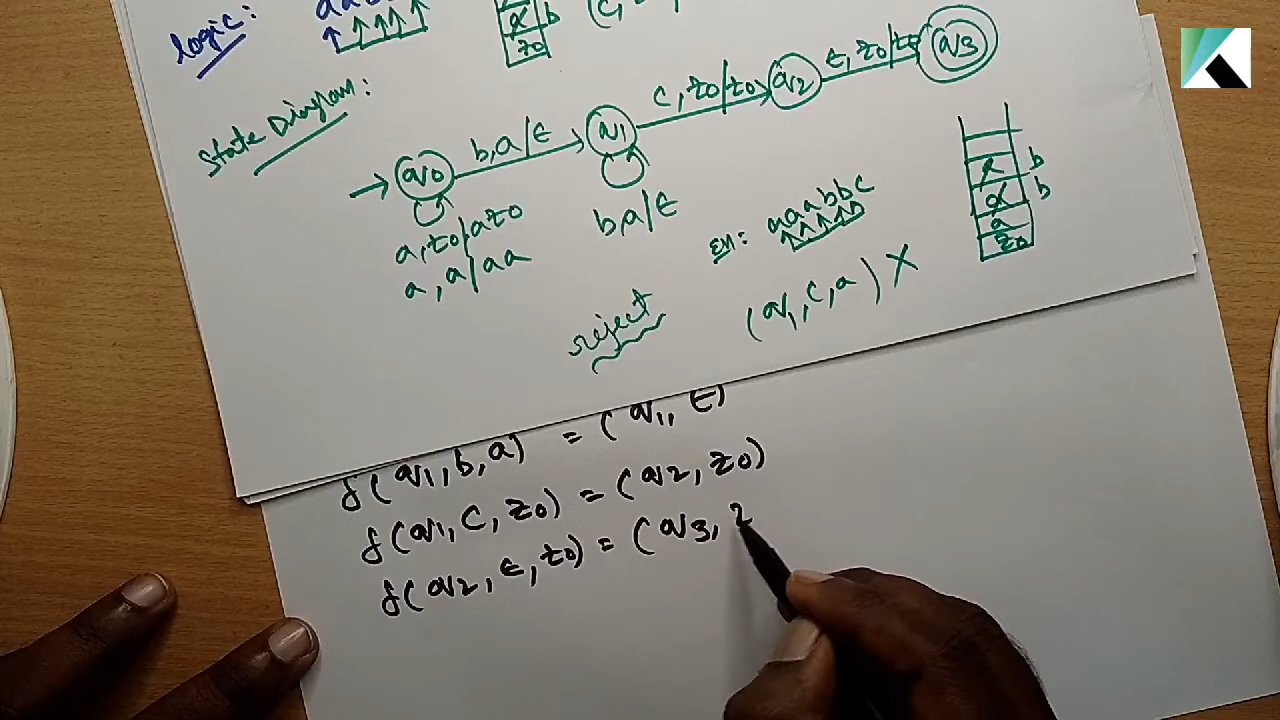 Logic:
z0
b
State Diagram:
q0
b,a/ε
q1
c,z0/z0
q2
ε,z0/z0
q3
a,z0/az0
a,a/aa
b,a/ε
Ex: aaabbc
a b
a b
a
z0
(q1,c,a) X
reject
δ(q1,b,a) = (q1, ε)
δ(q1,c,z0) = (q2,z0)
δ(q2,ε,z0) = (q3, z